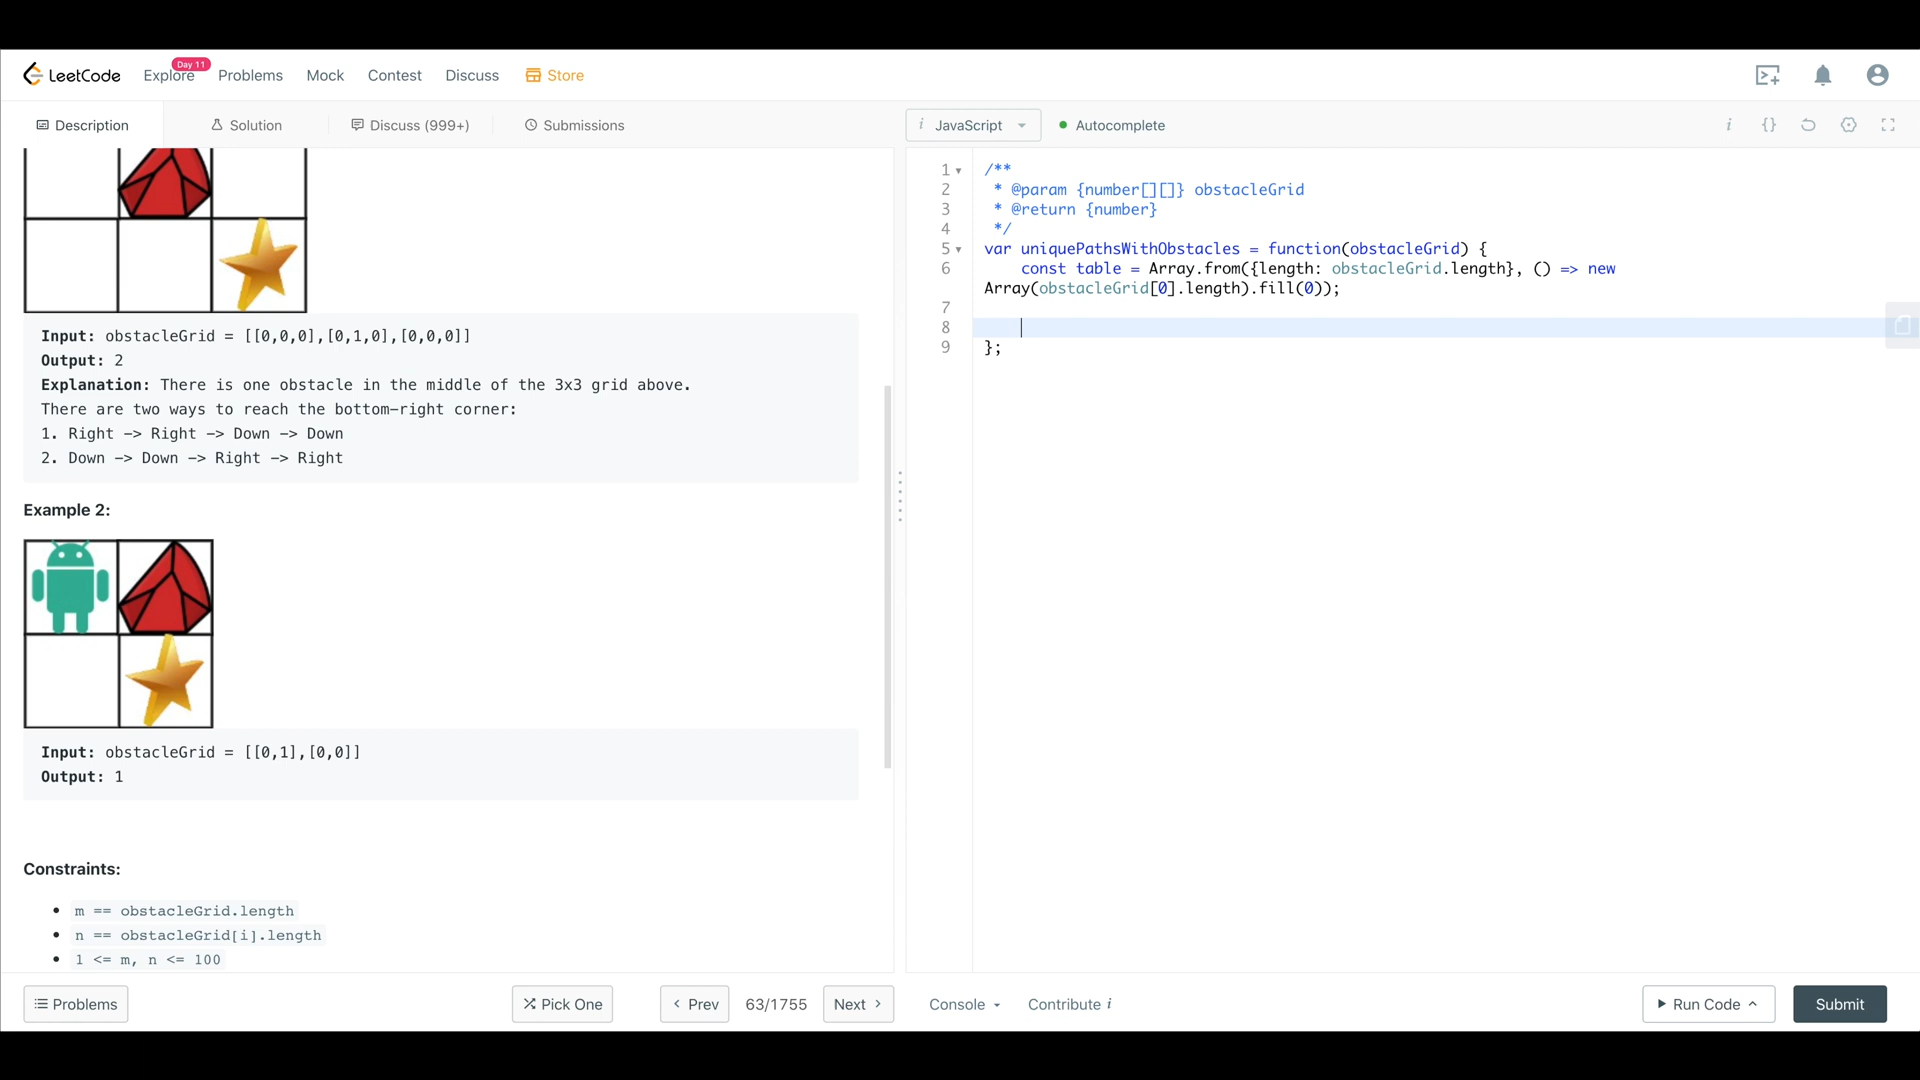 LeetCode
Explore
Day 11
Problems
Mock
Contest
Discuss
Store
Description
Solution
Discuss (999+)
Submissions
i JavaScript
Autocomplete
i {}
Input: obstacleGrid = [[0,0,0],[0,1,0],[0,0,0]]
Output: 2
Explanation: There is one obstacle in the middle of the 3x3 grid above.
There are two ways to reach the bottom-right corner:
1. Right -> Right -> Down -> Down
2. Down -> Down -> Right -> Right
Example 2:
Input: obstacleGrid = [[0,1],[0,0]]
Output: 1
Constraints:
• m == obstacleGrid.length
• n == obstacleGrid[i].length
• 1 <= m, n <= 100
1 /**
2 * @param {number[][]} obstacleGrid
3 * @return {number}
4 */
5 var uniquePathsWithObstacles = function(obstacleGrid) {
6 const table = Array.from({length: obstacleGrid.length}, () => new
Array(obstacleGrid[0].length).fill(0));
7
8
9 };
Problems
Pick One
< Prev
63/1755
Next >
Console
Contribute i
Run Code
Submit